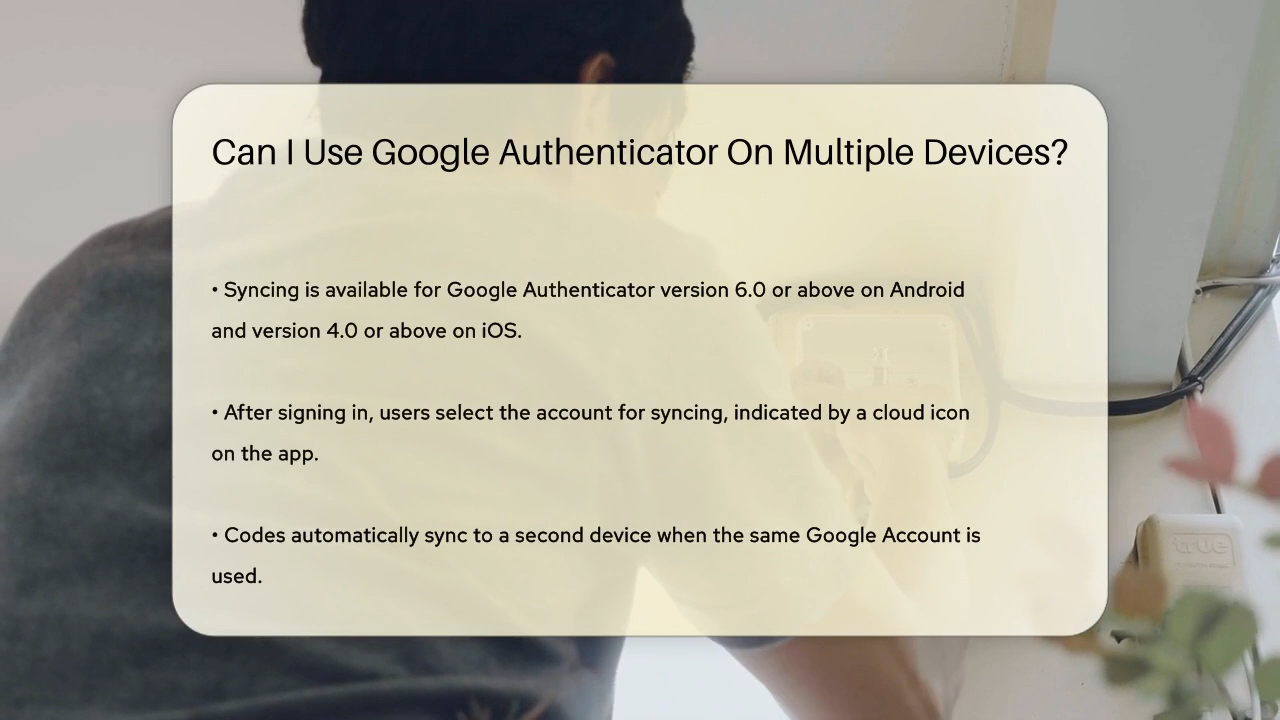 Can I Use Google Authenticator On Multiple Devices?
• Syncing is available for Google Authenticator version 6.0 or above on Android
and version 4.0 or above on iOS.
• After signing in, users select the account for syncing, indicated by a cloud icon
on the app.
• Codes automatically sync to a second device when the same Google Account is
used.
true